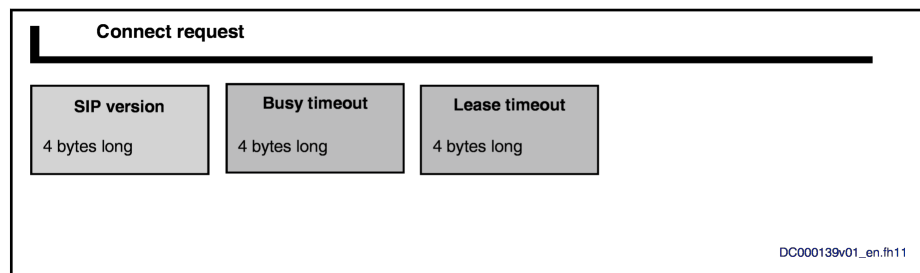 Connect request
SIP version
4 bytes long
Busy timeout
4 bytes long
Lease timeout
4 bytes long
DC000139v01_en.fh11